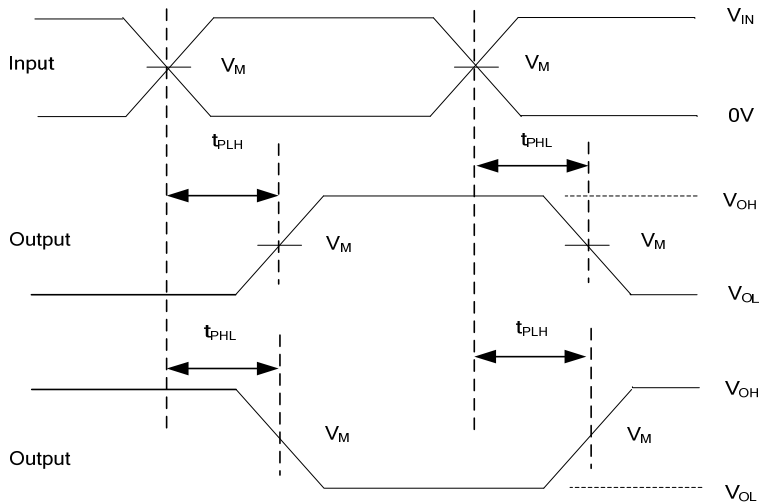 V_IN
Input
V_M
V_M
0V
t_PLH
t_PHL
V_OH
Output
V_M
V_M
V_OL
t_PHL
t_PLH
V_OH
V_M
V_M
Output
V_OL